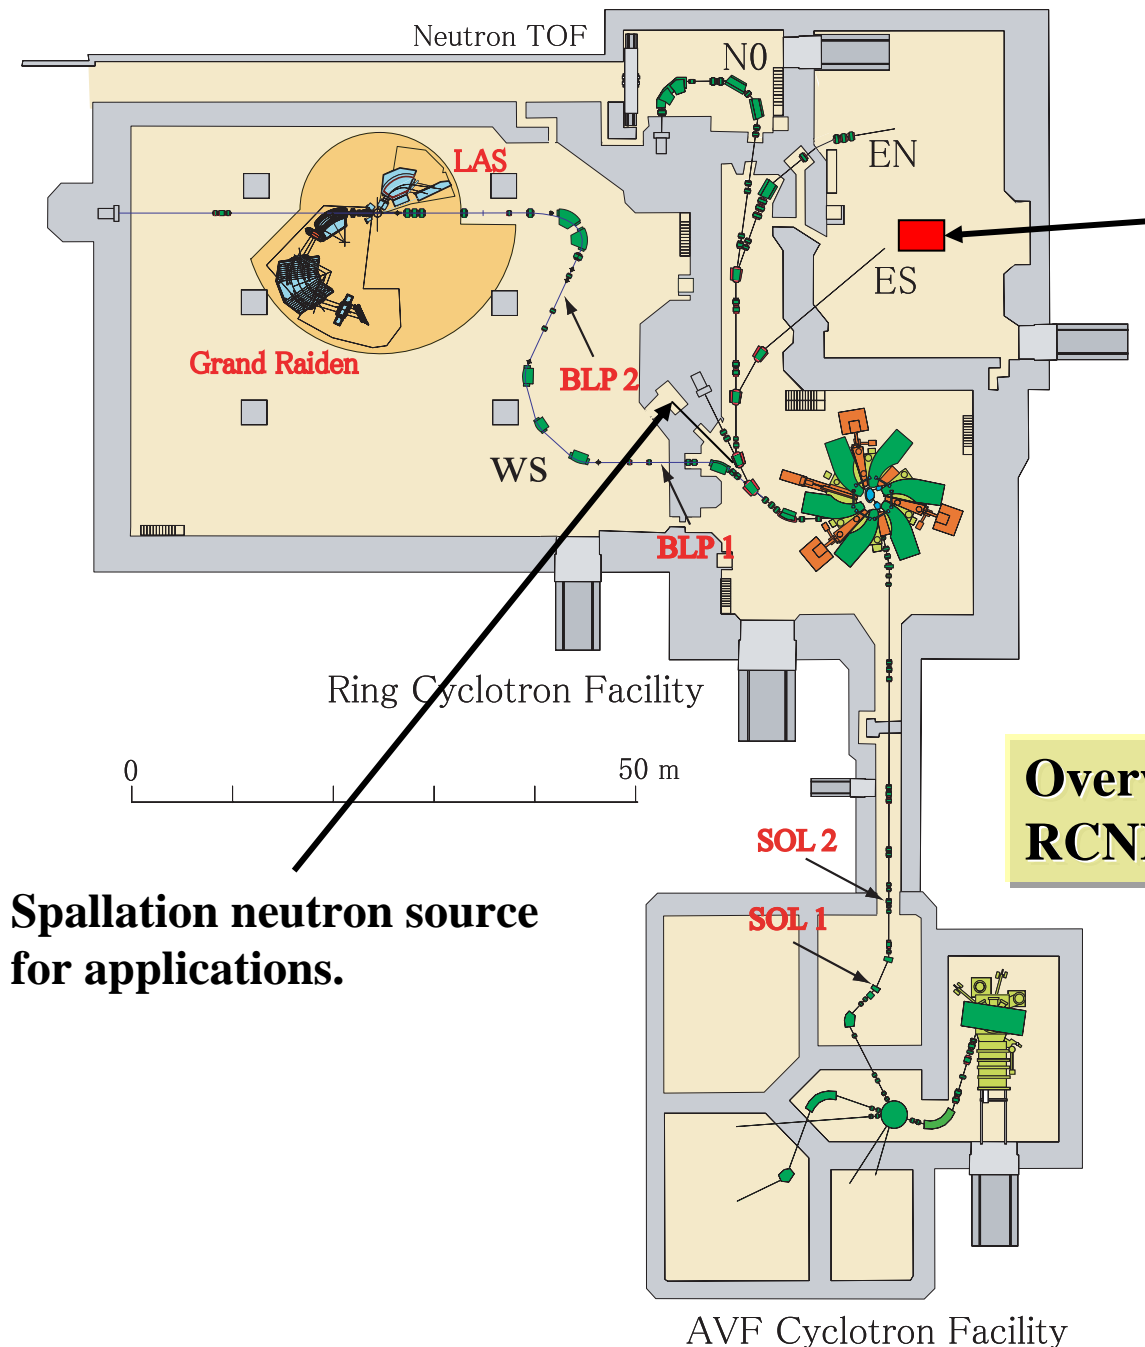 Neutron TOF
N0
LAS
EN
ES
Grand Raiden
BLP 2
WS
BLP 1
Ring Cyclotron Facility
0
50 m
SOL 2
Spallation neutron source
for applications.
SOL 1
AVF Cyclotron Facility